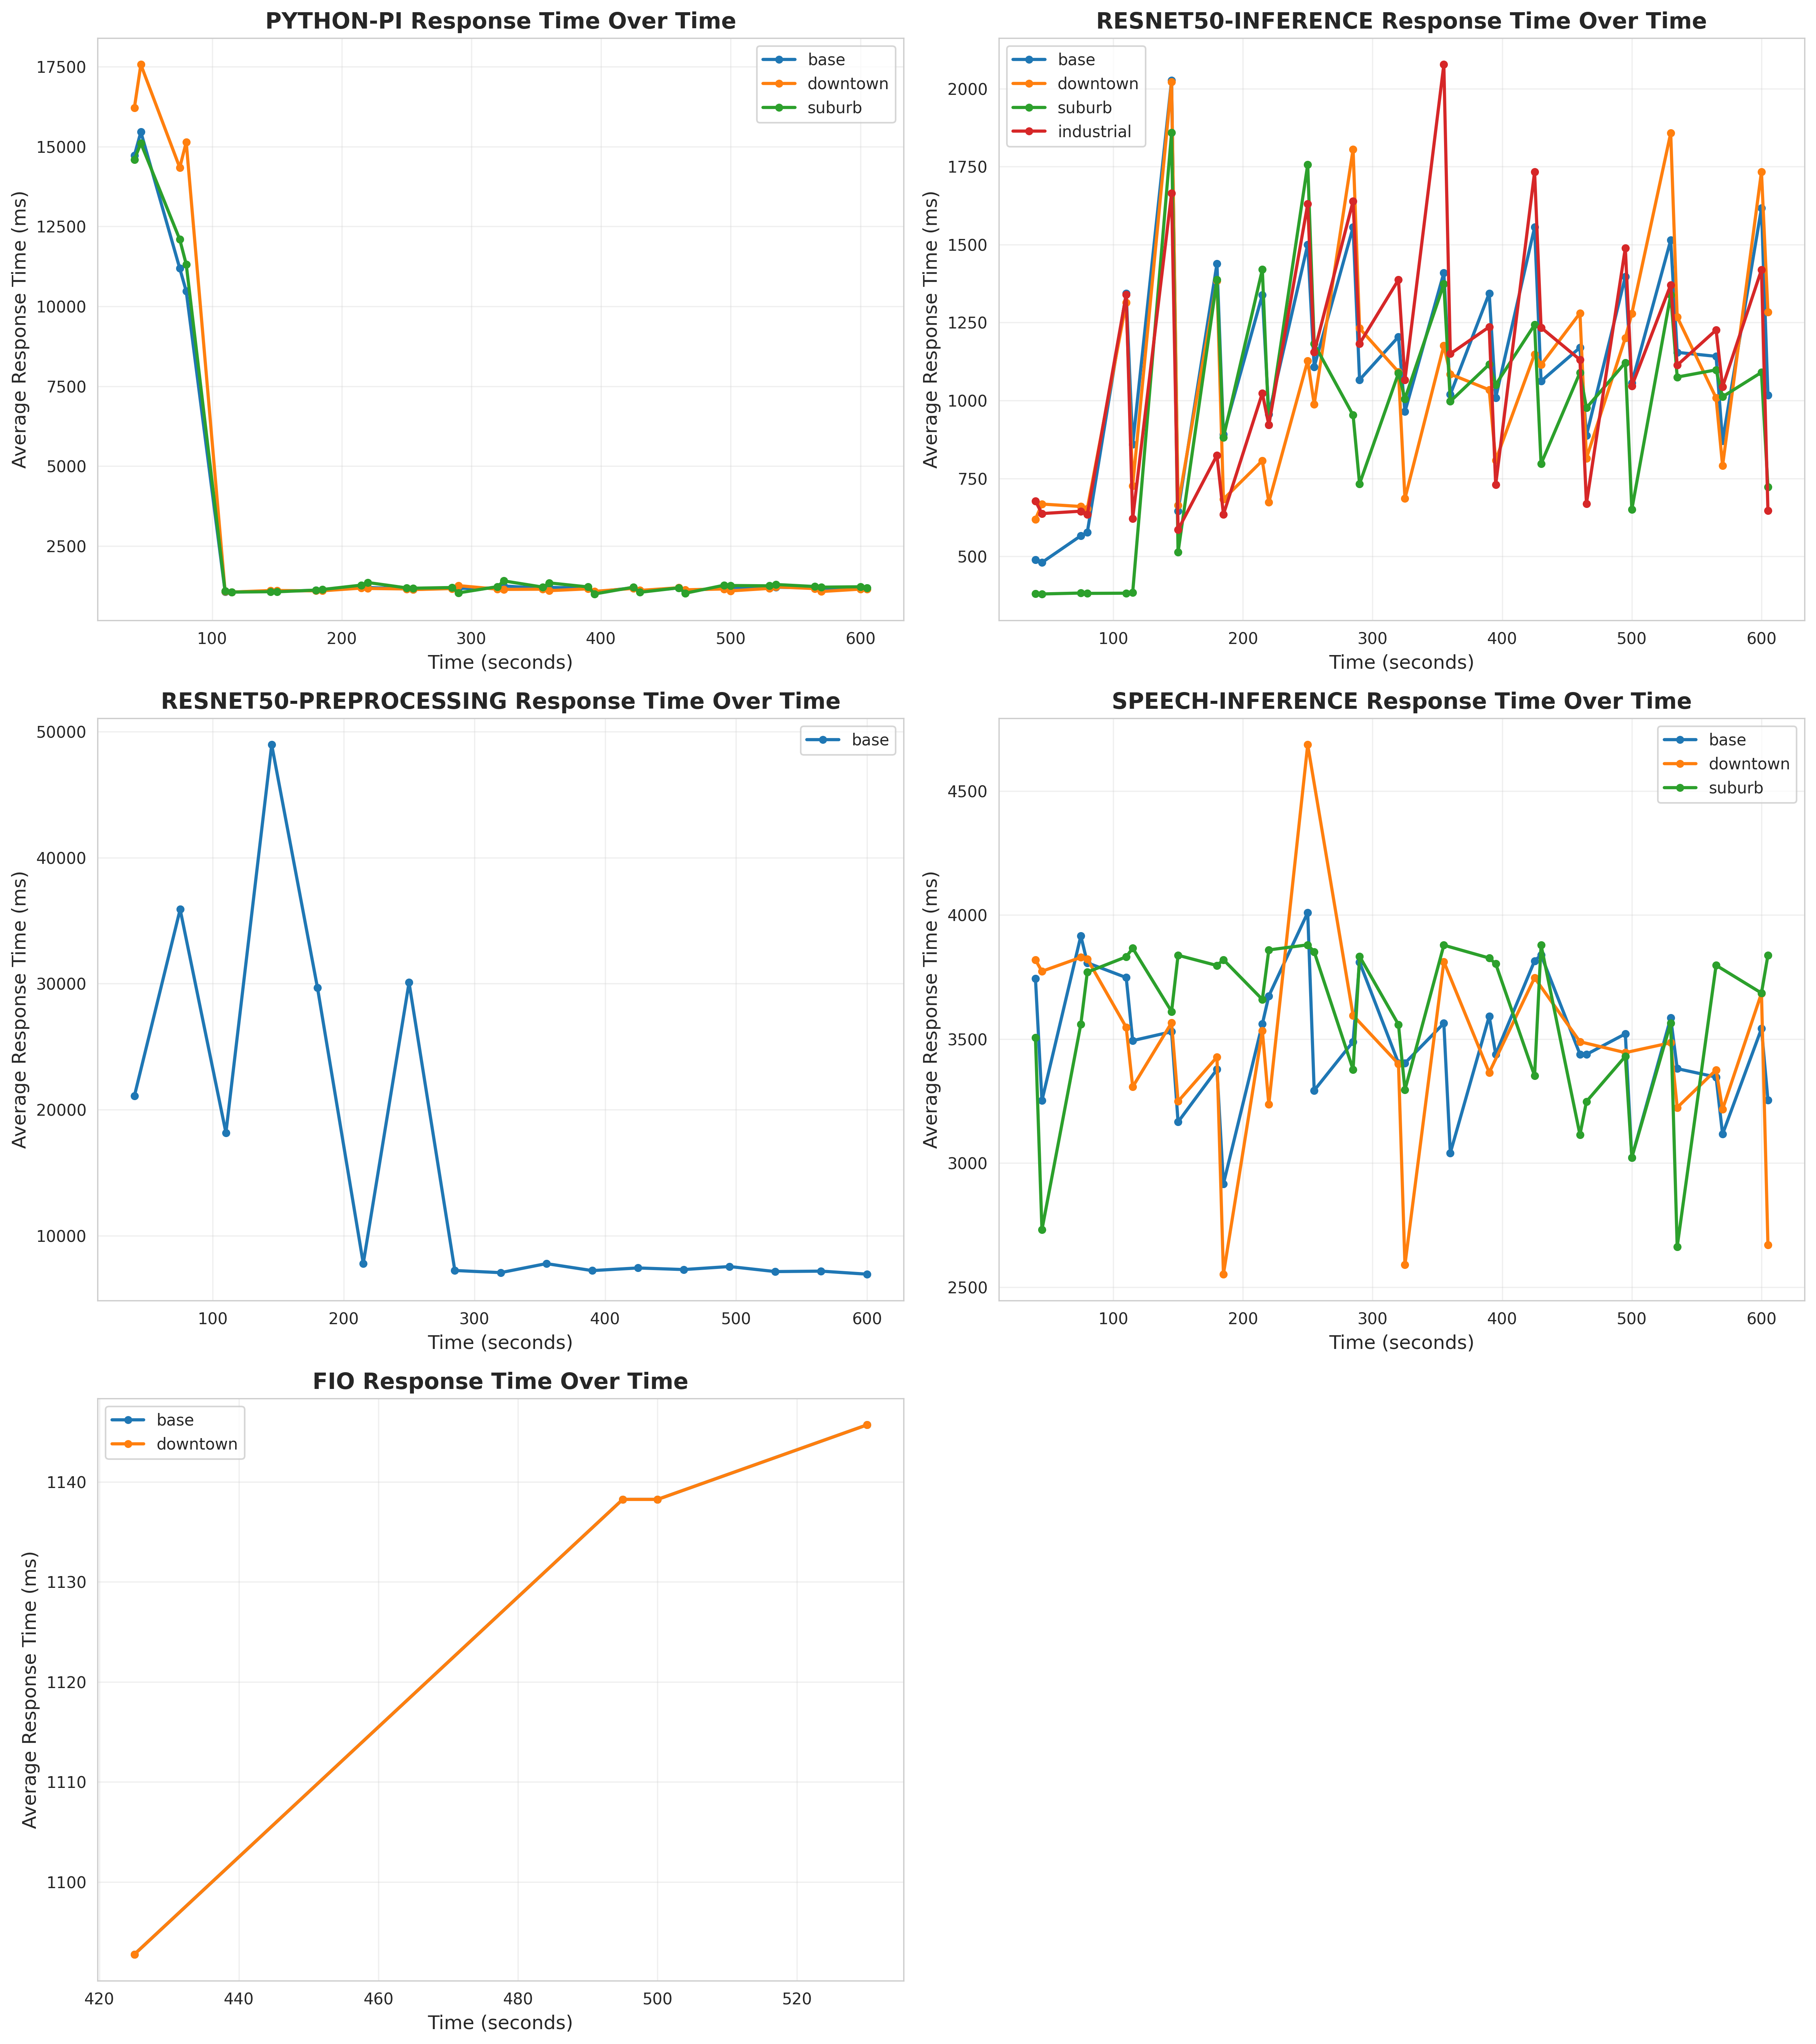 PYTHON-PI Response Time Over Time
base
downtown
suburb
17500
15000
12500
10000
7500
5000
2500
Average Response Time (ms)
100 200 300 400 500 600
Time (seconds)
RESNET50-INFERENCE Response Time Over Time
base
downtown
suburb
industrial
2000
1750
1500
1250
1000
750
500
Average Response Time (ms)
100 200 300 400 500 600
Time (seconds)
RESNET50-PREPROCESSING Response Time Over Time
base
50000
40000
30000
20000
10000
Average Response Time (ms)
100 200 300 400 500 600
Time (seconds)
SPEECH-INFERENCE Response Time Over Time
base
downtown
suburb
4500
4000
3500
3000
2500
Average Response Time (ms)
100 200 300 400 500 600
Time (seconds)
FIO Response Time Over Time
base
downtown
1140
1130
1120
1110
1100
Average Response Time (ms)
420 440 460 480 500 520
Time (seconds)